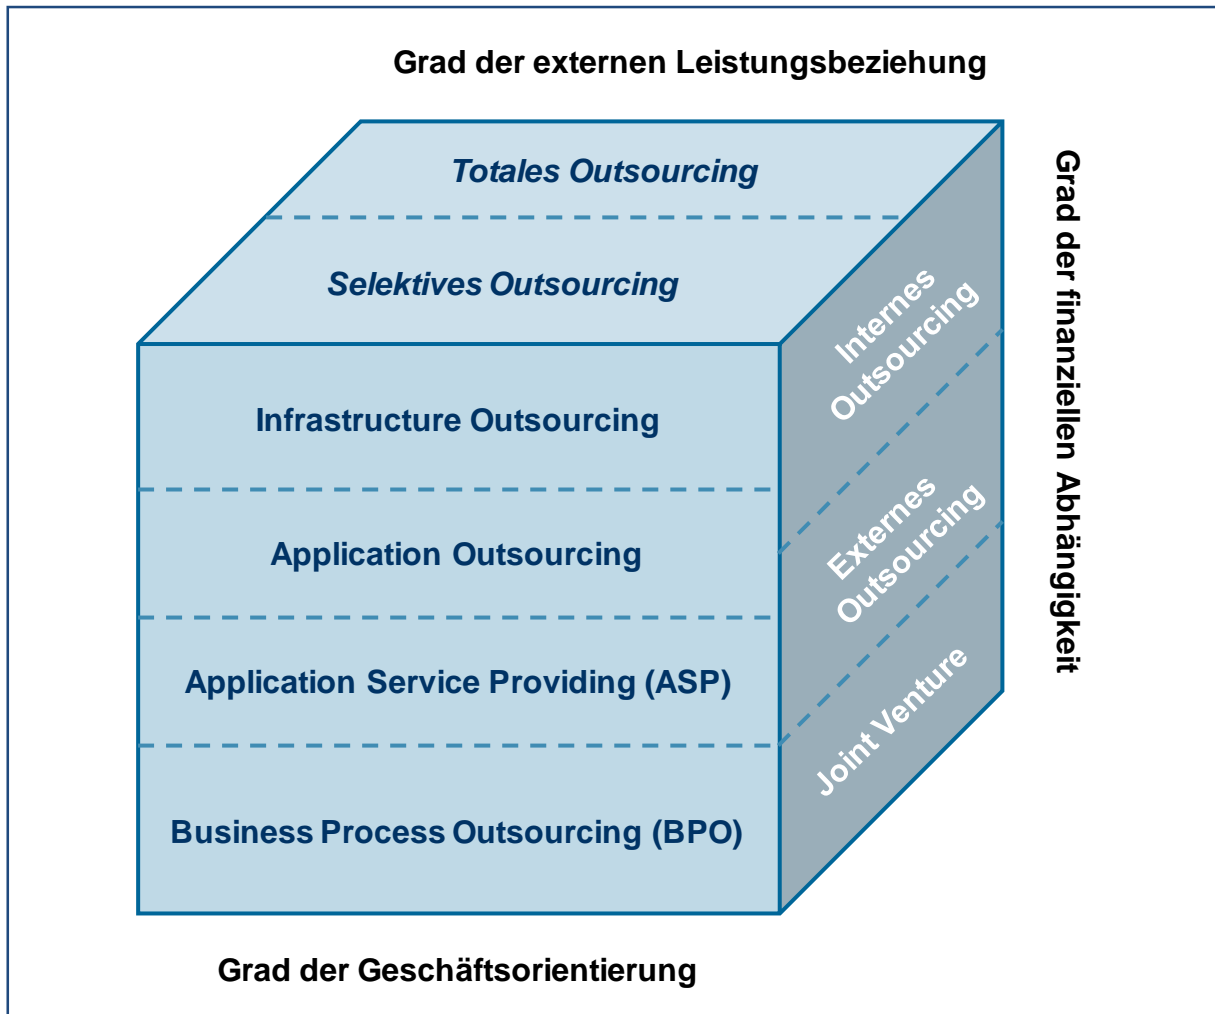 Grad der externen Leistungsbeziehung
Totales Outsourcing
Selektives Outsourcing
Infrastructure Outsourcing
Application Outsourcing
Application Service Providing (ASP)
Business Process Outsourcing (BPO)
Internes
Outsourcing
Externes
Outsourcing
Joint Venture
Grad der finanziellen Abhängigkeit
Grad der Geschäftsorientierung